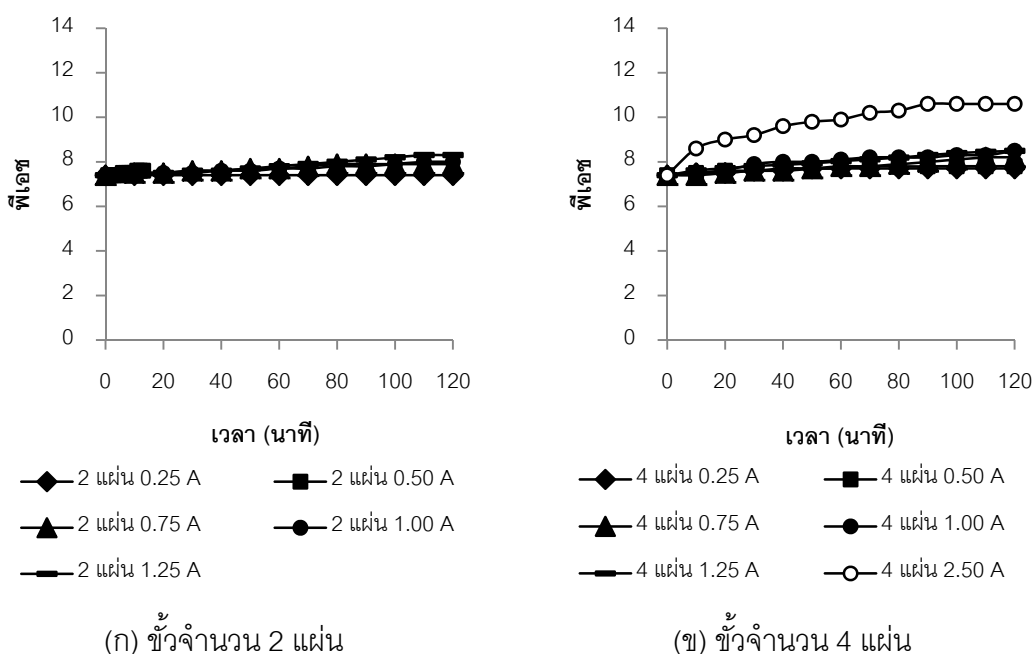 14
12
10
8
6
4
2
0
พีเอช
0 20 40 60 80 100 120
เวลา (นาที)
2 แผ่น 0.25 A
2 แผ่น 0.50 A
2 แผ่น 0.75 A
2 แผ่น 1.00 A
2 แผ่น 1.25 A
(ก) ขั้วจำนวน 2 แผ่น
14
12
10
8
6
4
2
0
พีเอช
0 20 40 60 80 100 120
เวลา (นาที)
4 แผ่น 0.25 A
4 แผ่น 0.50 A
4 แผ่น 0.75 A
4 แผ่น 1.00 A
4 แผ่น 1.25 A
4 แผ่น 2.50 A
(ข) ขั้วจำนวน 4 แผ่น